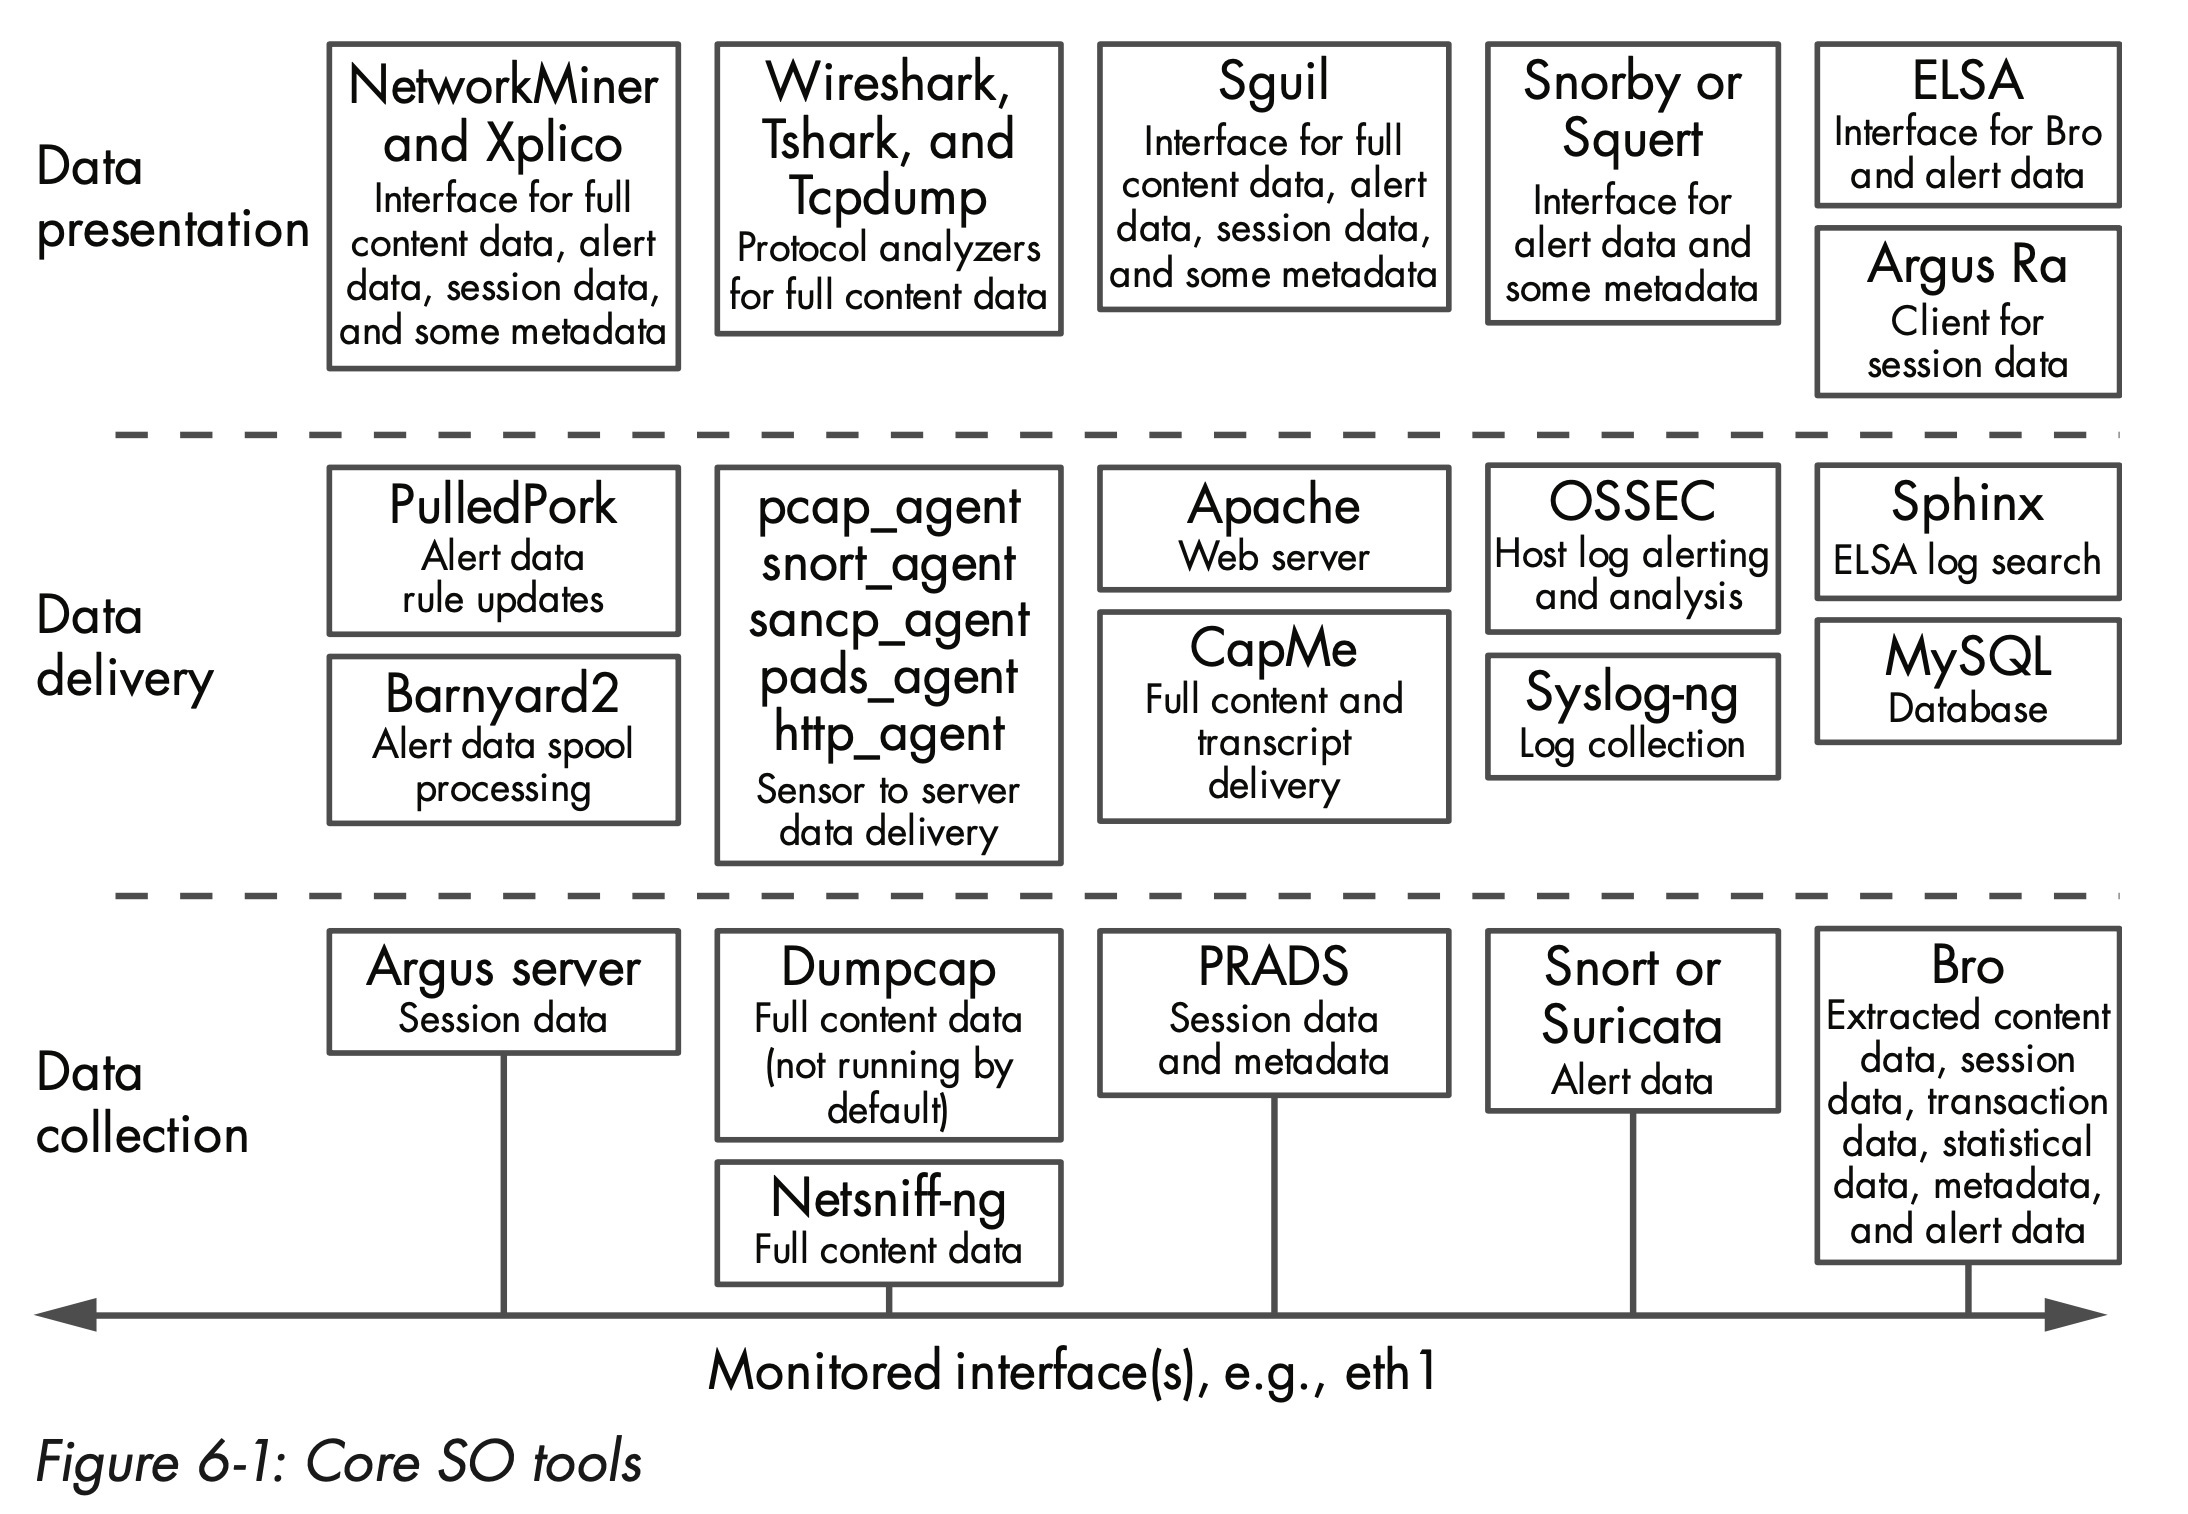 Data
presentation
NetworkMiner
and Xplico
Interface for full
content data, alert
data, session data,
and some metadata
Wireshark,
Tshark, and
Tcpdump
Protocol analyzers
for full content data
Sguil
Interface for full
content data, alert
data, session data,
and some metadata
Snorby or
Squert
Interface for
alert data and
some metadata
ELSA
Interface for Bro
and alert data
Argus Ra
Client for
session data
Data
delivery
PulledPork
Alert data
rule updates
Barnyard2
Alert data spool
processing
pcap_agent
snort_agent
sancp_agent
pads_agent
http_agent
Sensor to server
data delivery
Apache
Web server
CapMe
Full content and
transcript
delivery
OSSEC
Host log alerting
and analysis
Syslog-ng
Log collection
Sphinx
ELSA log search
MySQL
Database
Data
collection
Argus server
Session data
Dumpcap
Full content data
(not running by
default)
Netsniff-ng
Full content data
PRADS
Session data
and metadata
Snort or
Suricata
Alert data
Bro
Extracted content
data, session
data, transaction
data, statistical
data, metadata,
and alert data
Monitored interface(s), e.g., eth1
Figure 6-1: Core SO tools